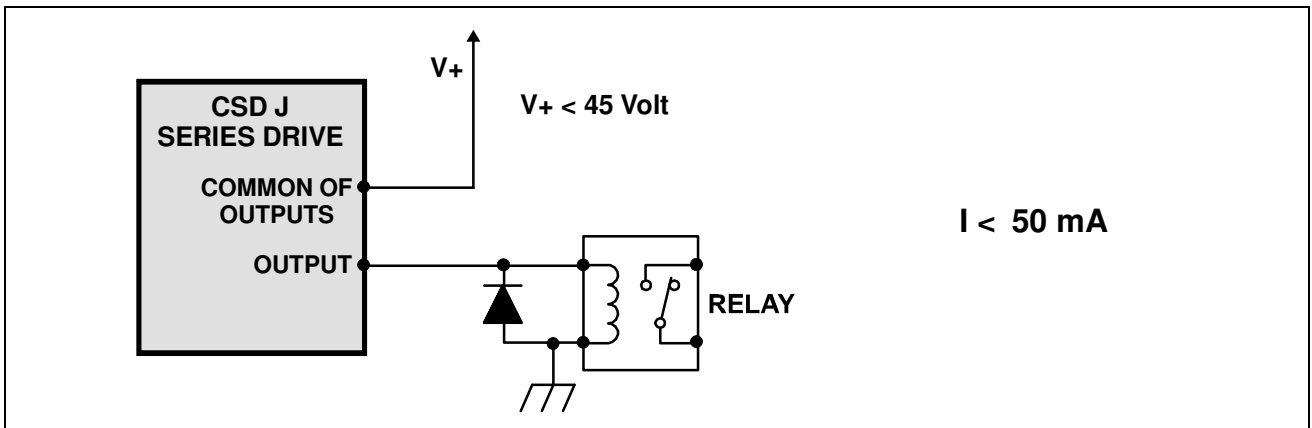 CSD J
SERIES DRIVE
COMMON OF
OUTPUTS
OUTPUT
V+
V+ < 45 Volt
RELAY
I < 50 mA